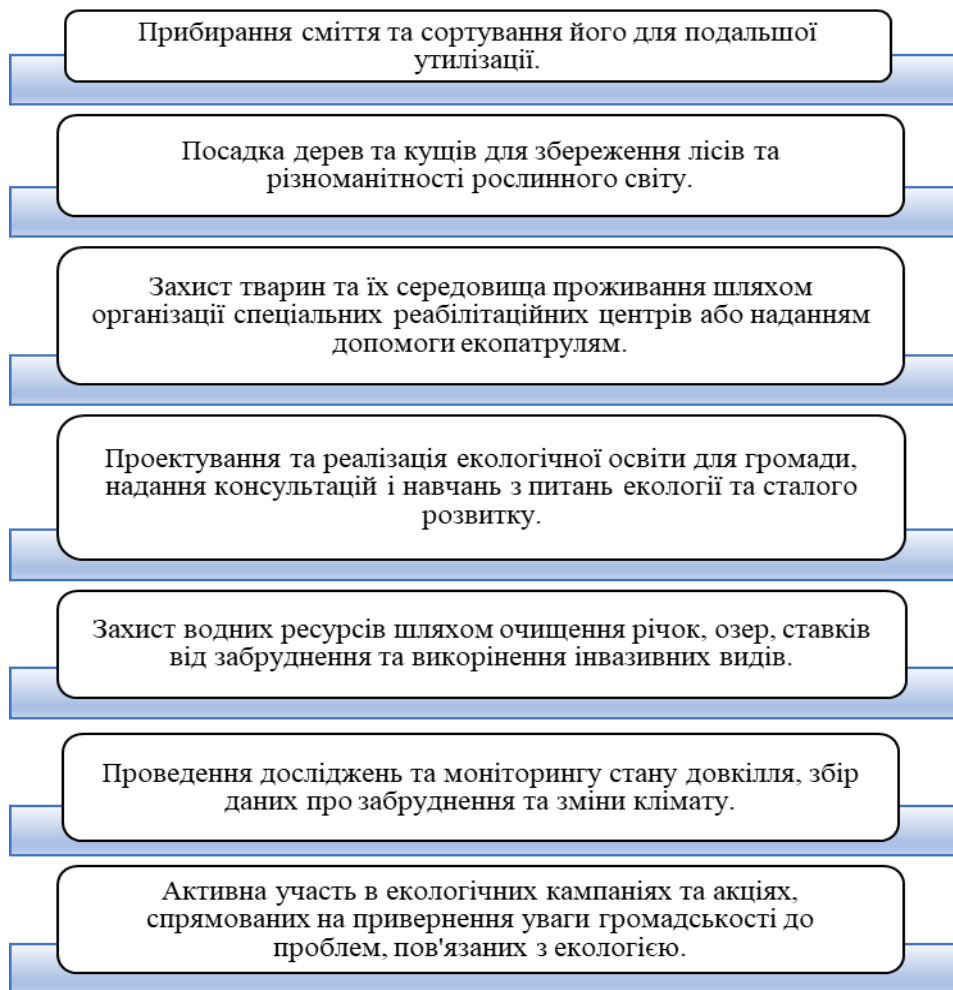 Прибирання сміття та сортування його для подальшої
утилізації.
Посадка дерев та кущів для збереження лісів та
різноманітності рослинного світу.
Захист тварин та їх середовища проживання шляхом
організації спеціальних реабілітаційних центрів або наданням
допомоги екопатрулям.
Проектування та реалізація екологічної освіти для громади,
надання консультацій і навчань з питань екології та сталого
розвитку.
Захист водних ресурсів шляхом очищення річок, озер, ставків
від забруднення та викорінення інвазивних видів.
Проведення досліджень та моніторингу стану довкілля, збір
даних про забруднення та зміни клімату.
Активна участь в екологічних кампаніях та акціях,
спрямованих на привернення уваги громадськості до
проблем, пов'язаних з екологією.